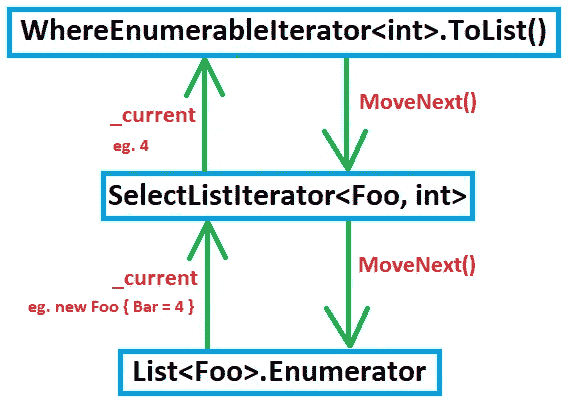 WhereEnumerableIterator<int>.ToList()
_current
eg. 4
MoveNext()
SelectListIterator<Foo, int>
_current
eg. new Foo { Bar = 4 }
MoveNext()
List<Foo>.Enumerator